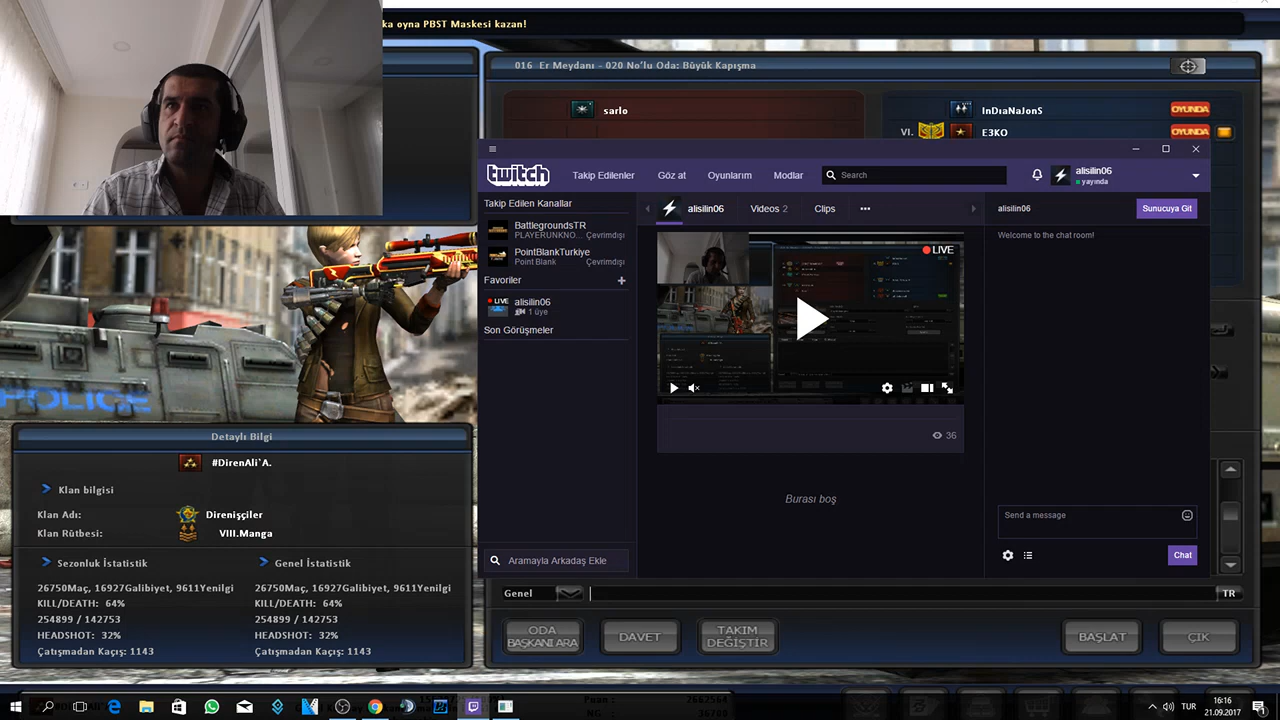 ka oyna PBST Maskesi kazan!
016 Er Meydanı - 020 No'lu Oda: Büyük Kapışma
sarlo
InDıaNaJonS
OYUNDA
VI.
E3KO
OYUNDA
twitch
Takip Edilenler
Göz at
Oyunlarım
Modlar
Search
alisilin06
yayında
Takip Edilen Kanallar
BattlegroundsTR
PLAYERUNKNO...
Çevrimdışı
PointBlankTurkiye
Point Blank
Çevrimdışı
Favoriler
LIVE
alisilin06
1 üye
Son Görüşmeler
Aramayla Arkadaş Ekle
alisilin06
Videos 2
Clips
LIVE
36
Burası boş
alisilin06
Sunucuya Git
Welcome to the chat room!
Send a message
Chat
POLICE
Detaylı Bilgi
#DirenAli`A.
Klan bilgisi
Klan Adı:
Direnişçiler
Klan Rütbesi:
VIII.Manga
Sezonluk İstatistik
Genel İstatistik
26750Maç, 16927Galibiyet, 9611Yenilgi
26750Maç, 16927Galibiyet, 9611Yenilgi
KILL/DEATH: 64%
KILL/DEATH: 64%
254899 / 142753
254899 / 142753
HEADSHOT: 32%
HEADSHOT: 32%
Çatışmadan Kaçış: 1143
Çatışmadan Kaçış: 1143
Genel
TR
ODA BAŞKANI ARA
DAVET
TAKIM DEĞİŞTİR
BAŞLAT
ÇIK
TUR
16:16
21.09.2017